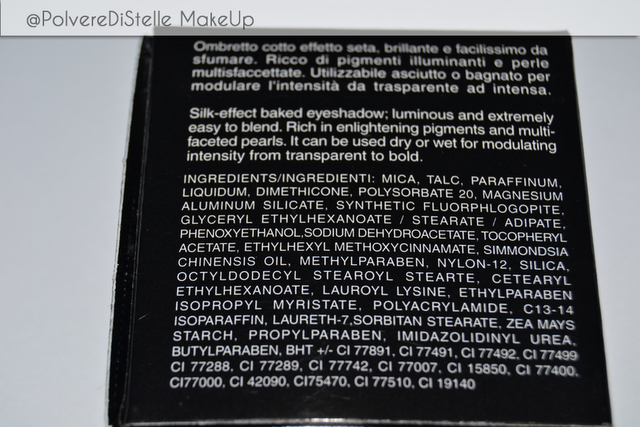 @PolvereDiStelle MakeUp
Ombretto cotto effetto seta, brillante e facilissimo da
sfumare. Ricco di pigmenti illuminanti e perle
multisfaccettate. Utilizzabile asciutto o bagnato per
modulare l'intensità da trasparente ad intensa.
Silk-effect baked eyeshadow; luminous and extremely
easy to blend. Rich in enlightening pigments and multi-
faceted pearls. It can be used dry or wet for modulating
intensity from transparent to bold.
INGREDIENTS/INGREDIENTI: MICA, TALC, PARAFFINUM,
LIQUIDUM, DIMETHICONE, POLYSORBATE 20, MAGNESIUM
ALUMINUM SILICATE, SYNTHETIC FLUORPHLOGOPITE,
GLYCERYL ETHYLHEXANOATE / STEARATE / ADIPATE,
PHENOXYETHANOL,SODIUM DEHYDROACETATE, TOCOPHERYL
ACETATE, ETHYLHEXYL METHOXYCINNAMATE, SIMMONDSIA
CHINENSIS OIL, METHYLPARABEN, NYLON-12, SILICA,
OCTYLDODECYL STEAROYL STEARTE, CETEARYL
ETHYLHEXANOATE, LAUROYL LYSINE, ETHYLPARABEN
ISOPROPYL MYRISTATE, POLYACRYLAMIDE, C13-14
ISOPARAFFIN, LAURETH-7,SORBITAN STEARATE, ZEA MAYS
STARCH, PROPYLPARABEN, IMIDAZOLIDINYL UREA,
BUTYLPARABEN, BHT +/- CI 77891, CI 77491, CI 77492, CI 77499
CI 77288, CI 77289, CI 77742, CI 77007, CI 15850, CI 77400,
CI77000, CI 42090, CI75470, CI 77510, CI 19140